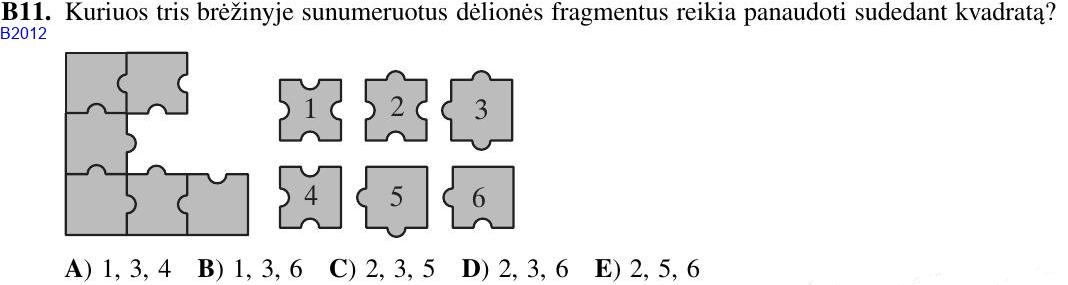 B11. Kuriuos tris brėžinyje sunumeruotus dėlionės fragmentus reikia panaudoti sudedant kvadratą?
B2012
1 2 3
4 5 6
A) 1, 3, 4 B) 1, 3, 6 C) 2, 3, 5 D) 2, 3, 6 E) 2, 5, 6